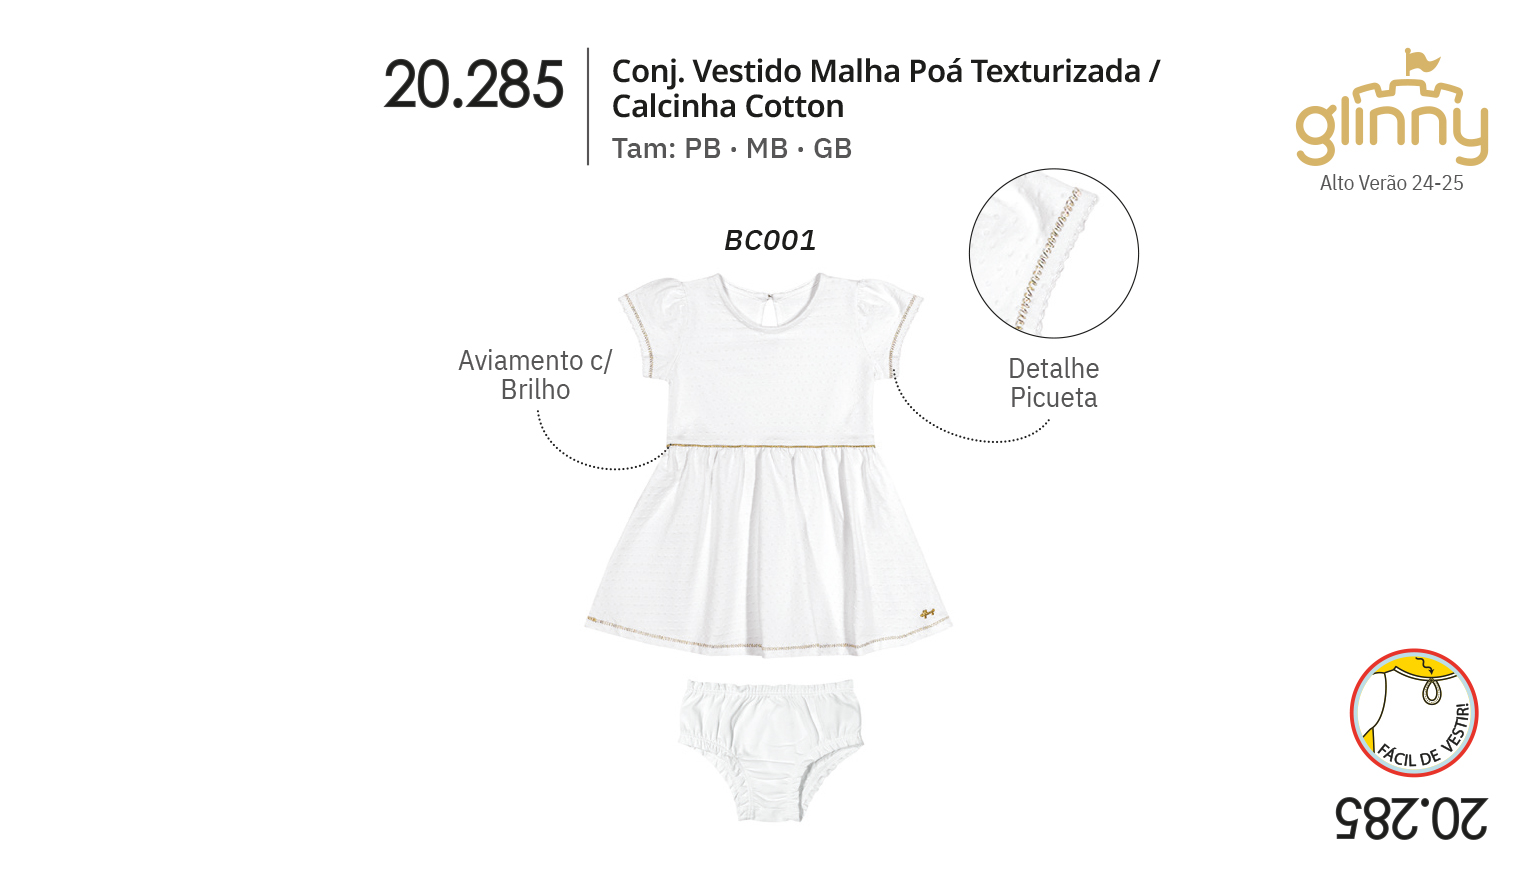 20.285
Conj. Vestido Malha Poá Texturizada /
Calcinha Cotton
Tam: PB · MB · GB
glinny
Alto Verão 24-25
BC001
Aviamento c/
Brilho
Detalhe
Picueta
FÁCIL DE VESTIR!
20.285